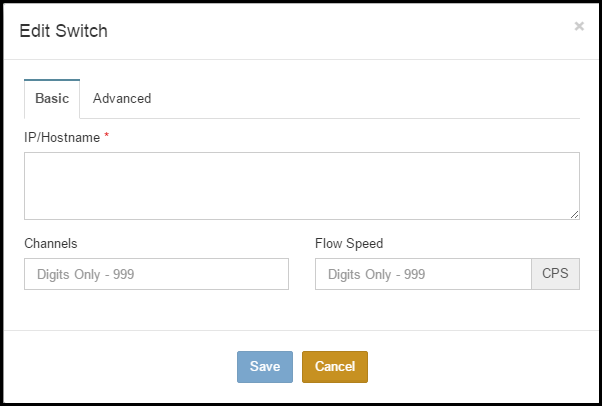 Edit Switch ×
Basic Advanced
IP/Hostname *
Channels Flow Speed
Digits Only - 999 Digits Only - 999 CPS
Save Cancel